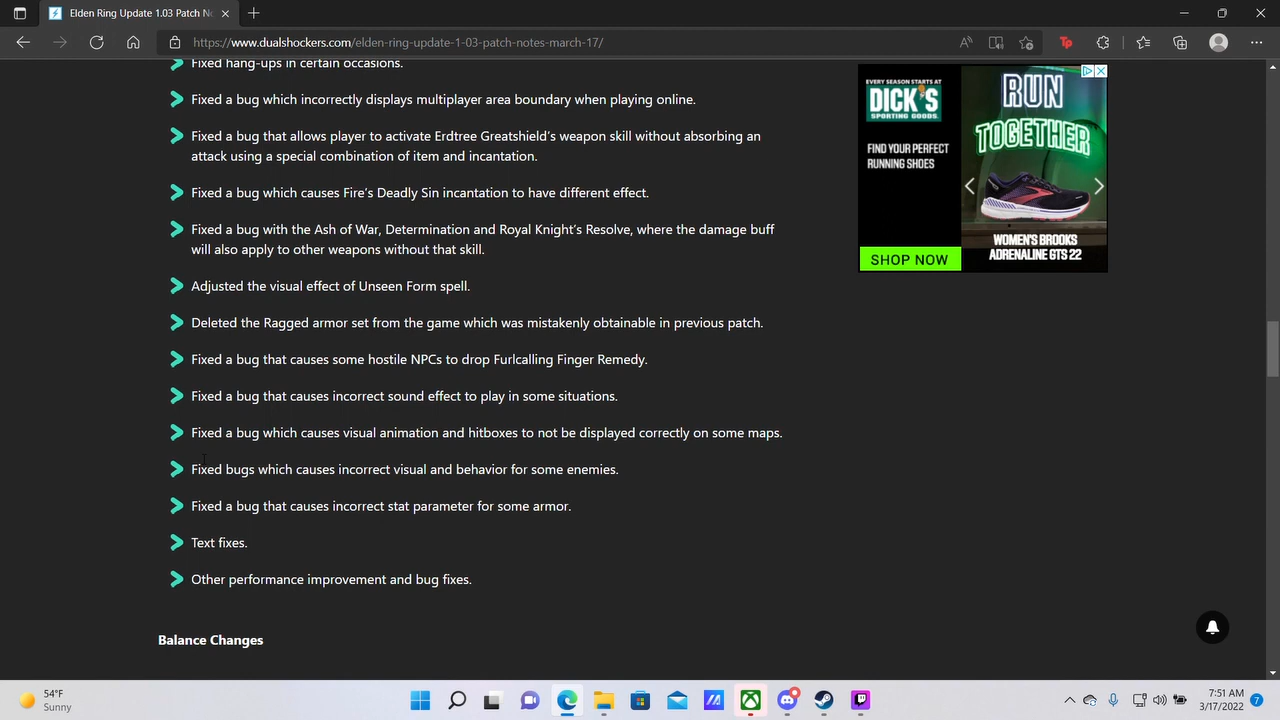 Elden Ring Update 1.03 Patch No
https://www.dualshockers.com/elden-ring-update-1-03-patch-notes-march-17/
Fixed hang-ups in certain occasions.
Fixed a bug which incorrectly displays multiplayer area boundary when playing online.
Fixed a bug that allows player to activate Erdtree Greatshield’s weapon skill without absorbing an
attack using a special combination of item and incantation.
Fixed a bug which causes Fire’s Deadly Sin incantation to have different effect.
Fixed a bug with the Ash of War, Determination and Royal Knight’s Resolve, where the damage buff
will also apply to other weapons without that skill.
Adjusted the visual effect of Unseen Form spell.
Deleted the Ragged armor set from the game which was mistakenly obtainable in previous patch.
Fixed a bug that causes some hostile NPCs to drop Furlcalling Finger Remedy.
Fixed a bug that causes incorrect sound effect to play in some situations.
Fixed a bug which causes visual animation and hitboxes to not be displayed correctly on some maps.
Fixed bugs which causes incorrect visual and behavior for some enemies.
Fixed a bug that causes incorrect stat parameter for some armor.
Text fixes.
Other performance improvement and bug fixes.
Balance Changes
EVERY SEASON STARTS AT
DICK'S
SPORTING GOODS.
FIND YOUR PERFECT
RUNNING SHOES
SHOP NOW
RUN
TOGETHER
WOMEN'S BROOKS
ADRENALINE GTS 22
54°F
Sunny
7:51 AM
3/17/2022
7